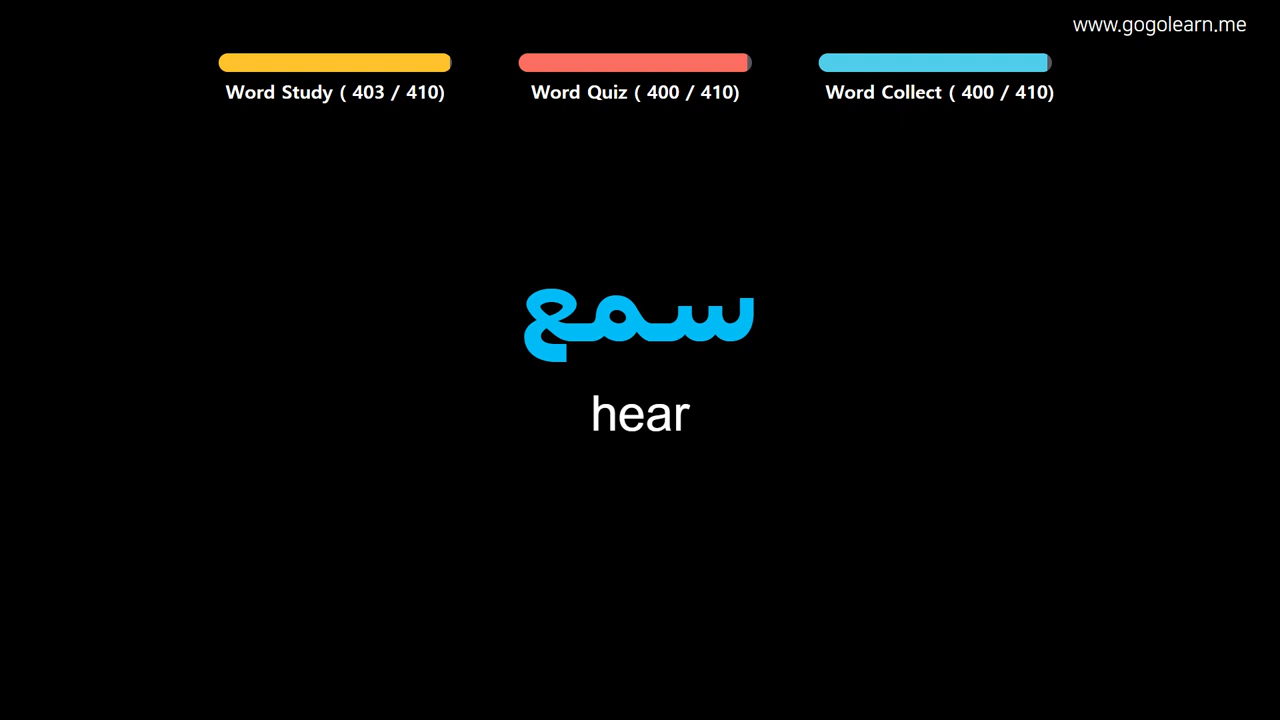 www.gogolearn.me
Word Study ( 403 / 410)
Word Quiz ( 400 / 410)
Word Collect ( 400 / 410)
سمع
hear